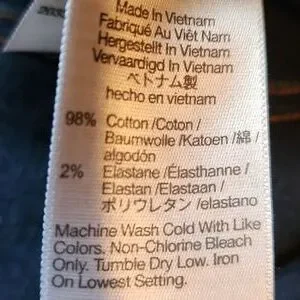 Made In Vietnam
Fabriqué Au Viêt Nam
Hergestellt In Vietnam
Vervaardigd In Vietnam
ベトナム製
hecho en vietnam
98% Cotton /Coton /
Baumwolle /Katoen /綿 /
algodón
2% Elastane /Élasthanne /
Elastan /Elastaan /
ポリウレタン /elastano
Machine Wash Cold With Like
Colors. Non-Chlorine Bleach
Only. Tumble Dry Low. Iron
On Lowest Setting.